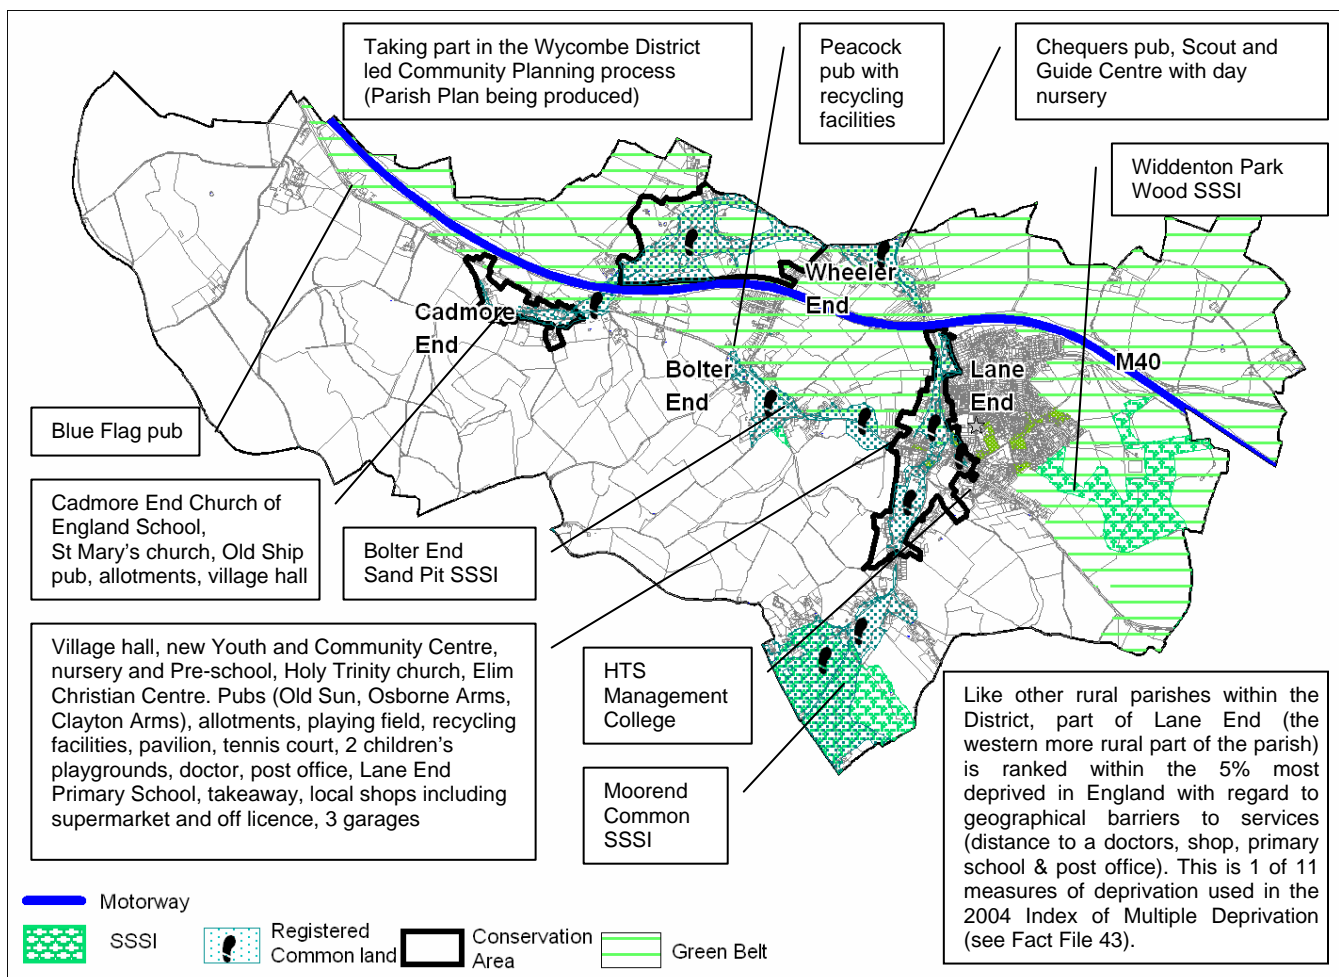 Taking part in the Wycombe District
led Community Planning process
(Parish Plan being produced)
Peacock
pub with
recycling
facilities
Chequers pub, Scout and
Guide Centre with day
nursery
Widdenton Park
Wood SSSI
Wheeler
End
Cadmore
End
Bolter
End
Lane
End
M40
Blue Flag pub
Cadmore End Church of
England School,
St Mary's church, Old Ship
pub, allotments, village hall
Bolter End
Sand Pit SSSI
Village hall, new Youth and Community Centre,
nursery and Pre-school, Holy Trinity church, Elim
Christian Centre. Pubs (Old Sun, Osborne Arms,
Clayton Arms), allotments, playing field, recycling
facilities, pavilion, tennis court, 2 children's
playgrounds, doctor, post office, Lane End
Primary School, takeaway, local shops including
supermarket and off licence, 3 garages
HTS
Management
College
Moorend
Common
SSSI
Like other rural parishes within the
District, part of Lane End (the
western more rural part of the parish)
is ranked within the 5% most
deprived in England with regard to
geographical barriers to services
(distance to a doctors, shop, primary
school & post office). This is 1 of 11
measures of deprivation used in the
2004 Index of Multiple Deprivation
(see Fact File 43).
Motorway
SSSI
Registered
Common land
Conservation
Area
Green Belt